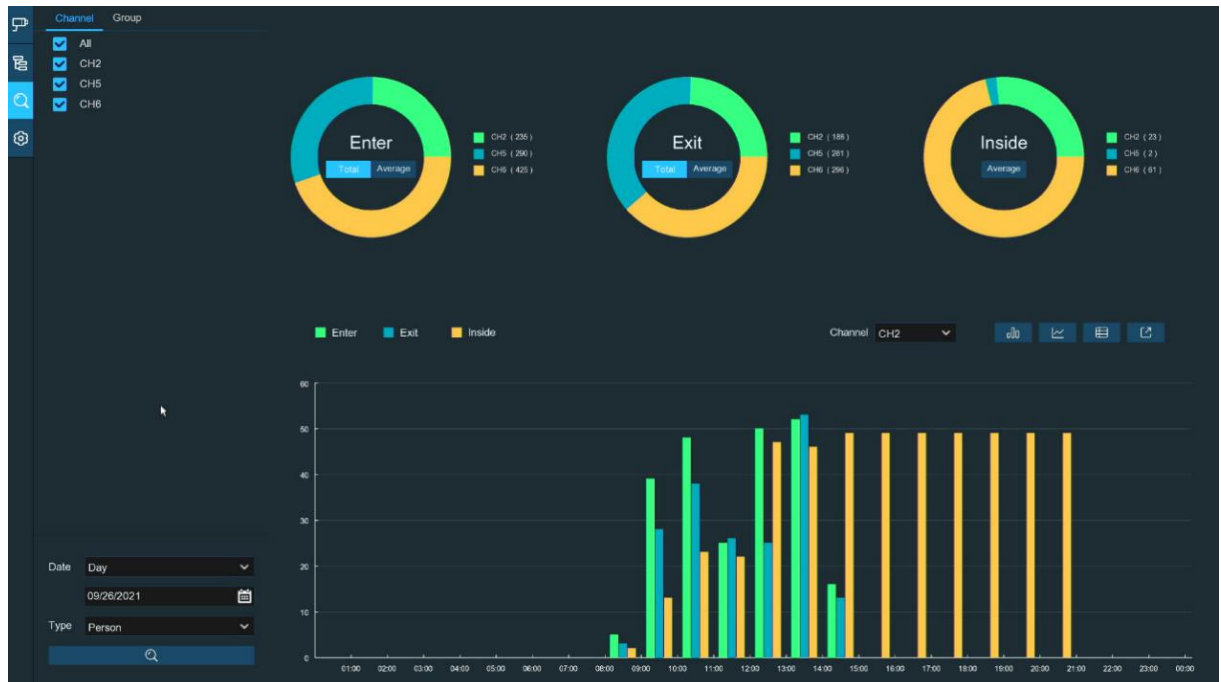 Channel Group
All
CH2
CH5
CH6
Enter
Total Average
CH2 ( 235 )
CH5 ( 290 )
CH6 ( 425 )
Exit
Total Average
CH2 ( 186 )
CH5 ( 281 )
CH6 ( 296 )
Inside
Average
CH2 ( 23 )
CH5 ( 2 )
CH6 ( 61 )
Enter Exit Inside
Channel CH2
60
50
40
30
20
10
0
01:00 02:00 03:00 04:00 05:00 06:00 07:00 08:00 09:00 10:00 11:00 12:00 13:00 14:00 15:00 16:00 17:00 18:00 19:00 20:00 21:00 22:00 23:00 00:00
Date Day
09/26/2021
Type Person